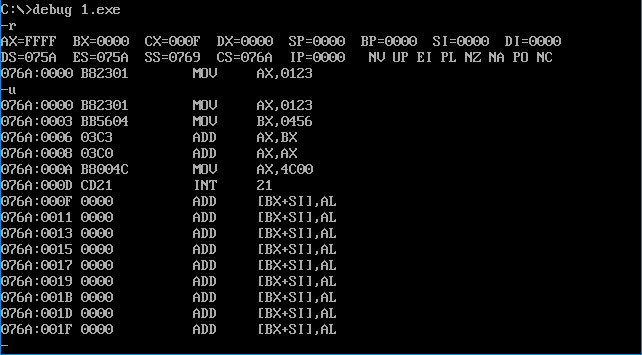 C:\>debug 1.exe
-r
AX=FFFF  BX=0000  CX=000F  DX=0000  SP=0000  BP=0000  SI=0000  DI=0000
DS=075A  ES=075A  SS=0769  CS=076A  IP=0000   NV UP EI PL NZ NA PO NC
076A:0000 B82301        MOV     AX,0123
-u
076A:0000 B82301        MOV     AX,0123
076A:0003 BB5604        MOV     BX,0456
076A:0006 03C3          ADD     AX,BX
076A:0008 03C0          ADD     AX,AX
076A:000A B8004C        MOV     AX,4C00
076A:000D CD21          INT     21
076A:000F 0000          ADD     [BX+SI],AL
076A:0011 0000          ADD     [BX+SI],AL
076A:0013 0000          ADD     [BX+SI],AL
076A:0015 0000          ADD     [BX+SI],AL
076A:0017 0000          ADD     [BX+SI],AL
076A:0019 0000          ADD     [BX+SI],AL
076A:001B 0000          ADD     [BX+SI],AL
076A:001D 0000          ADD     [BX+SI],AL
076A:001F 0000          ADD     [BX+SI],AL
-